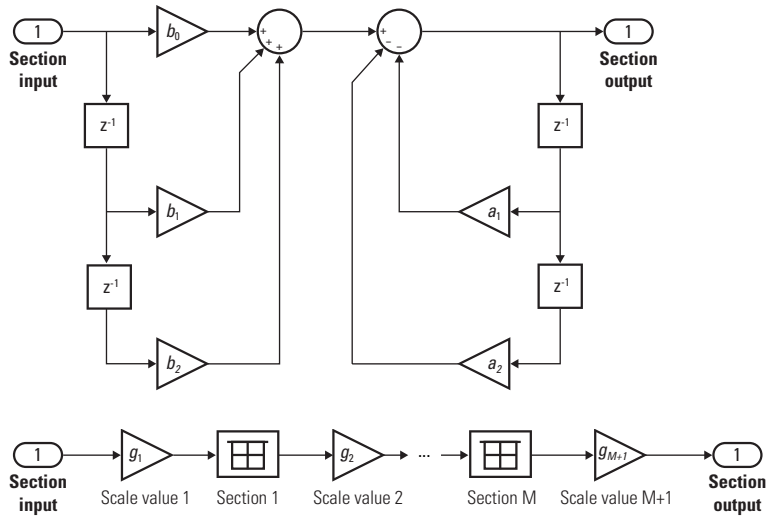 1
b₀
+
+
+
+
−
−
1
Section
input
Section
output
z⁻¹
z⁻¹
b₁
a₁
z⁻¹
z⁻¹
b₂
a₂
1
g₁
g₂
...
g_M+1
1
Section
input
Scale value 1
Section 1
Scale value 2
Section M
Scale value M+1
Section
output